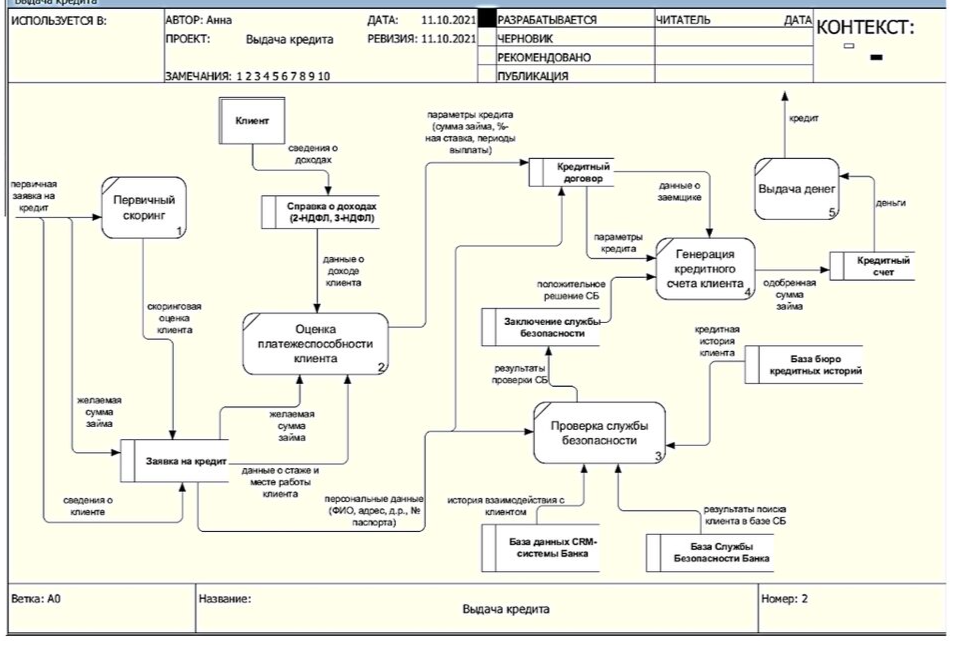 Выдача кредита
ИСПОЛЬЗУЕТСЯ В:
АВТОР: Анна
ДАТА: 11.10.2021
ПРОЕКТ: Выдача кредита
РЕВИЗИЯ: 11.10.2021
ЗАМЕЧАНИЯ: 1 2 3 4 5 6 7 8 9 10
РАЗРАБАТЫВАЕТСЯ
ЧЕРНОВИК
РЕКОМЕНДОВАНО
ПУБЛИКАЦИЯ
ЧИТАТЕЛЬ
ДАТА
КОНТЕКСТ:
Клиент
сведения о
доходах
параметры кредита
(сумма займа, %-
ная ставка, периоды
выплаты)
кредит
первичная
заявка на
кредит
Первичный
скоринг
1
Справка о доходах
(2-НДФЛ, 3-НДФЛ)
Кредитный
договор
данные о
заемщике
Выдача денег
5
деньги
данные о
доходе
клиента
параметры
кредита
Генерация
кредитного
счета клиента
4
Кредитный
счет
одобренная
сумма
займа
положительное
решение СБ
скоринговая
оценка
клиента
Оценка
платежеспособности
клиента
2
Заключение службы
безопасности
кредитная
история
клиента
База бюро
кредитных историй
результаты
проверки СБ
желаемая
сумма
займа
желаемая
сумма
займа
Проверка службы
безопасности
3
Заявка на кредит
данные о стаже и
месте работы
клиента
сведения о
клиенте
персональные данные
(ФИО, адрес, д.р., №
паспорта)
история взаимодействия с
клиентом
результаты поиска
клиента в базе СБ
База данных CRM-
системы Банка
База Службы
Безопасности Банка
Ветка: A0
Название:
Выдача кредита
Номер: 2